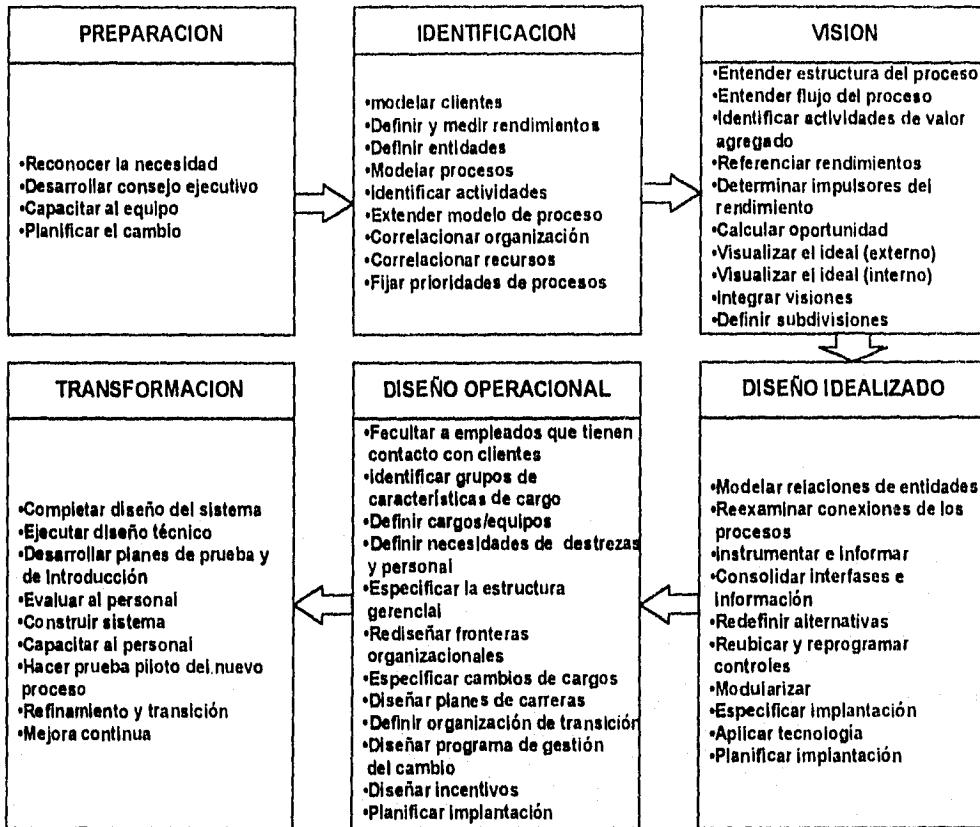 PREPARACION
•Reconocer la necesidad
•Desarrollar consejo ejecutivo
•Capacitar al equipo
•Planificar el cambio
IDENTIFICACION
•modelar clientes
•Definir y medir rendimientos
•Definir entidades
•Modelar procesos
•Identificar actividades
•Extender modelo de proceso
•Correlacionar organización
•Correlacionar recursos
•Fijar prioridades de procesos
VISION
•Entender estructura del proceso
•Entender flujo del proceso
•Identificar actividades de valor
agregado
•Referenciar rendimientos
•Determinar impulsores del
rendimiento
•Calcular oportunidad
•Visualizar el ideal (externo)
•Visualizar el ideal (interno)
•Integrar visiones
•Definir subdivisiones
DISEÑO IDEALIZADO
•Modelar relaciones de entidades
•Reexaminar conexiones de los
procesos
•instrumentar e informar
•Consolidar interfases e
información
•Redefinir alternativas
•Reubicar y reprogramar
controles
•Modularizar
•Especificar implantación
•Aplicar tecnología
•Planificar implantación
DISEÑO OPERACIONAL
•Fecultar a empleados que tienen
contacto con clientes
•Identificar grupos de
características de cargo
•Definir cargos/equipos
•Definir necesidades de destrezas
y personal
•Especificar la estructura
gerencial
•Rediseñar fronteras
organizacionales
•Especificar cambios de cargos
•Diseñar planes de carreras
•Definir organización de transición
•Diseñar programa de gestión
del cambio
•Diseñar incentivos
•Planificar implantación
TRANSFORMACION
•Completar diseño del sistema
•Ejecutar diseño técnico
•Desarrollar planes de prueba y
de Introducción
•Evaluar al personal
•Construir sistema
•Capacitar al personal
•Hacer prueba piloto del nuevo
proceso
•Refinamiento y transición
•Mejora continua